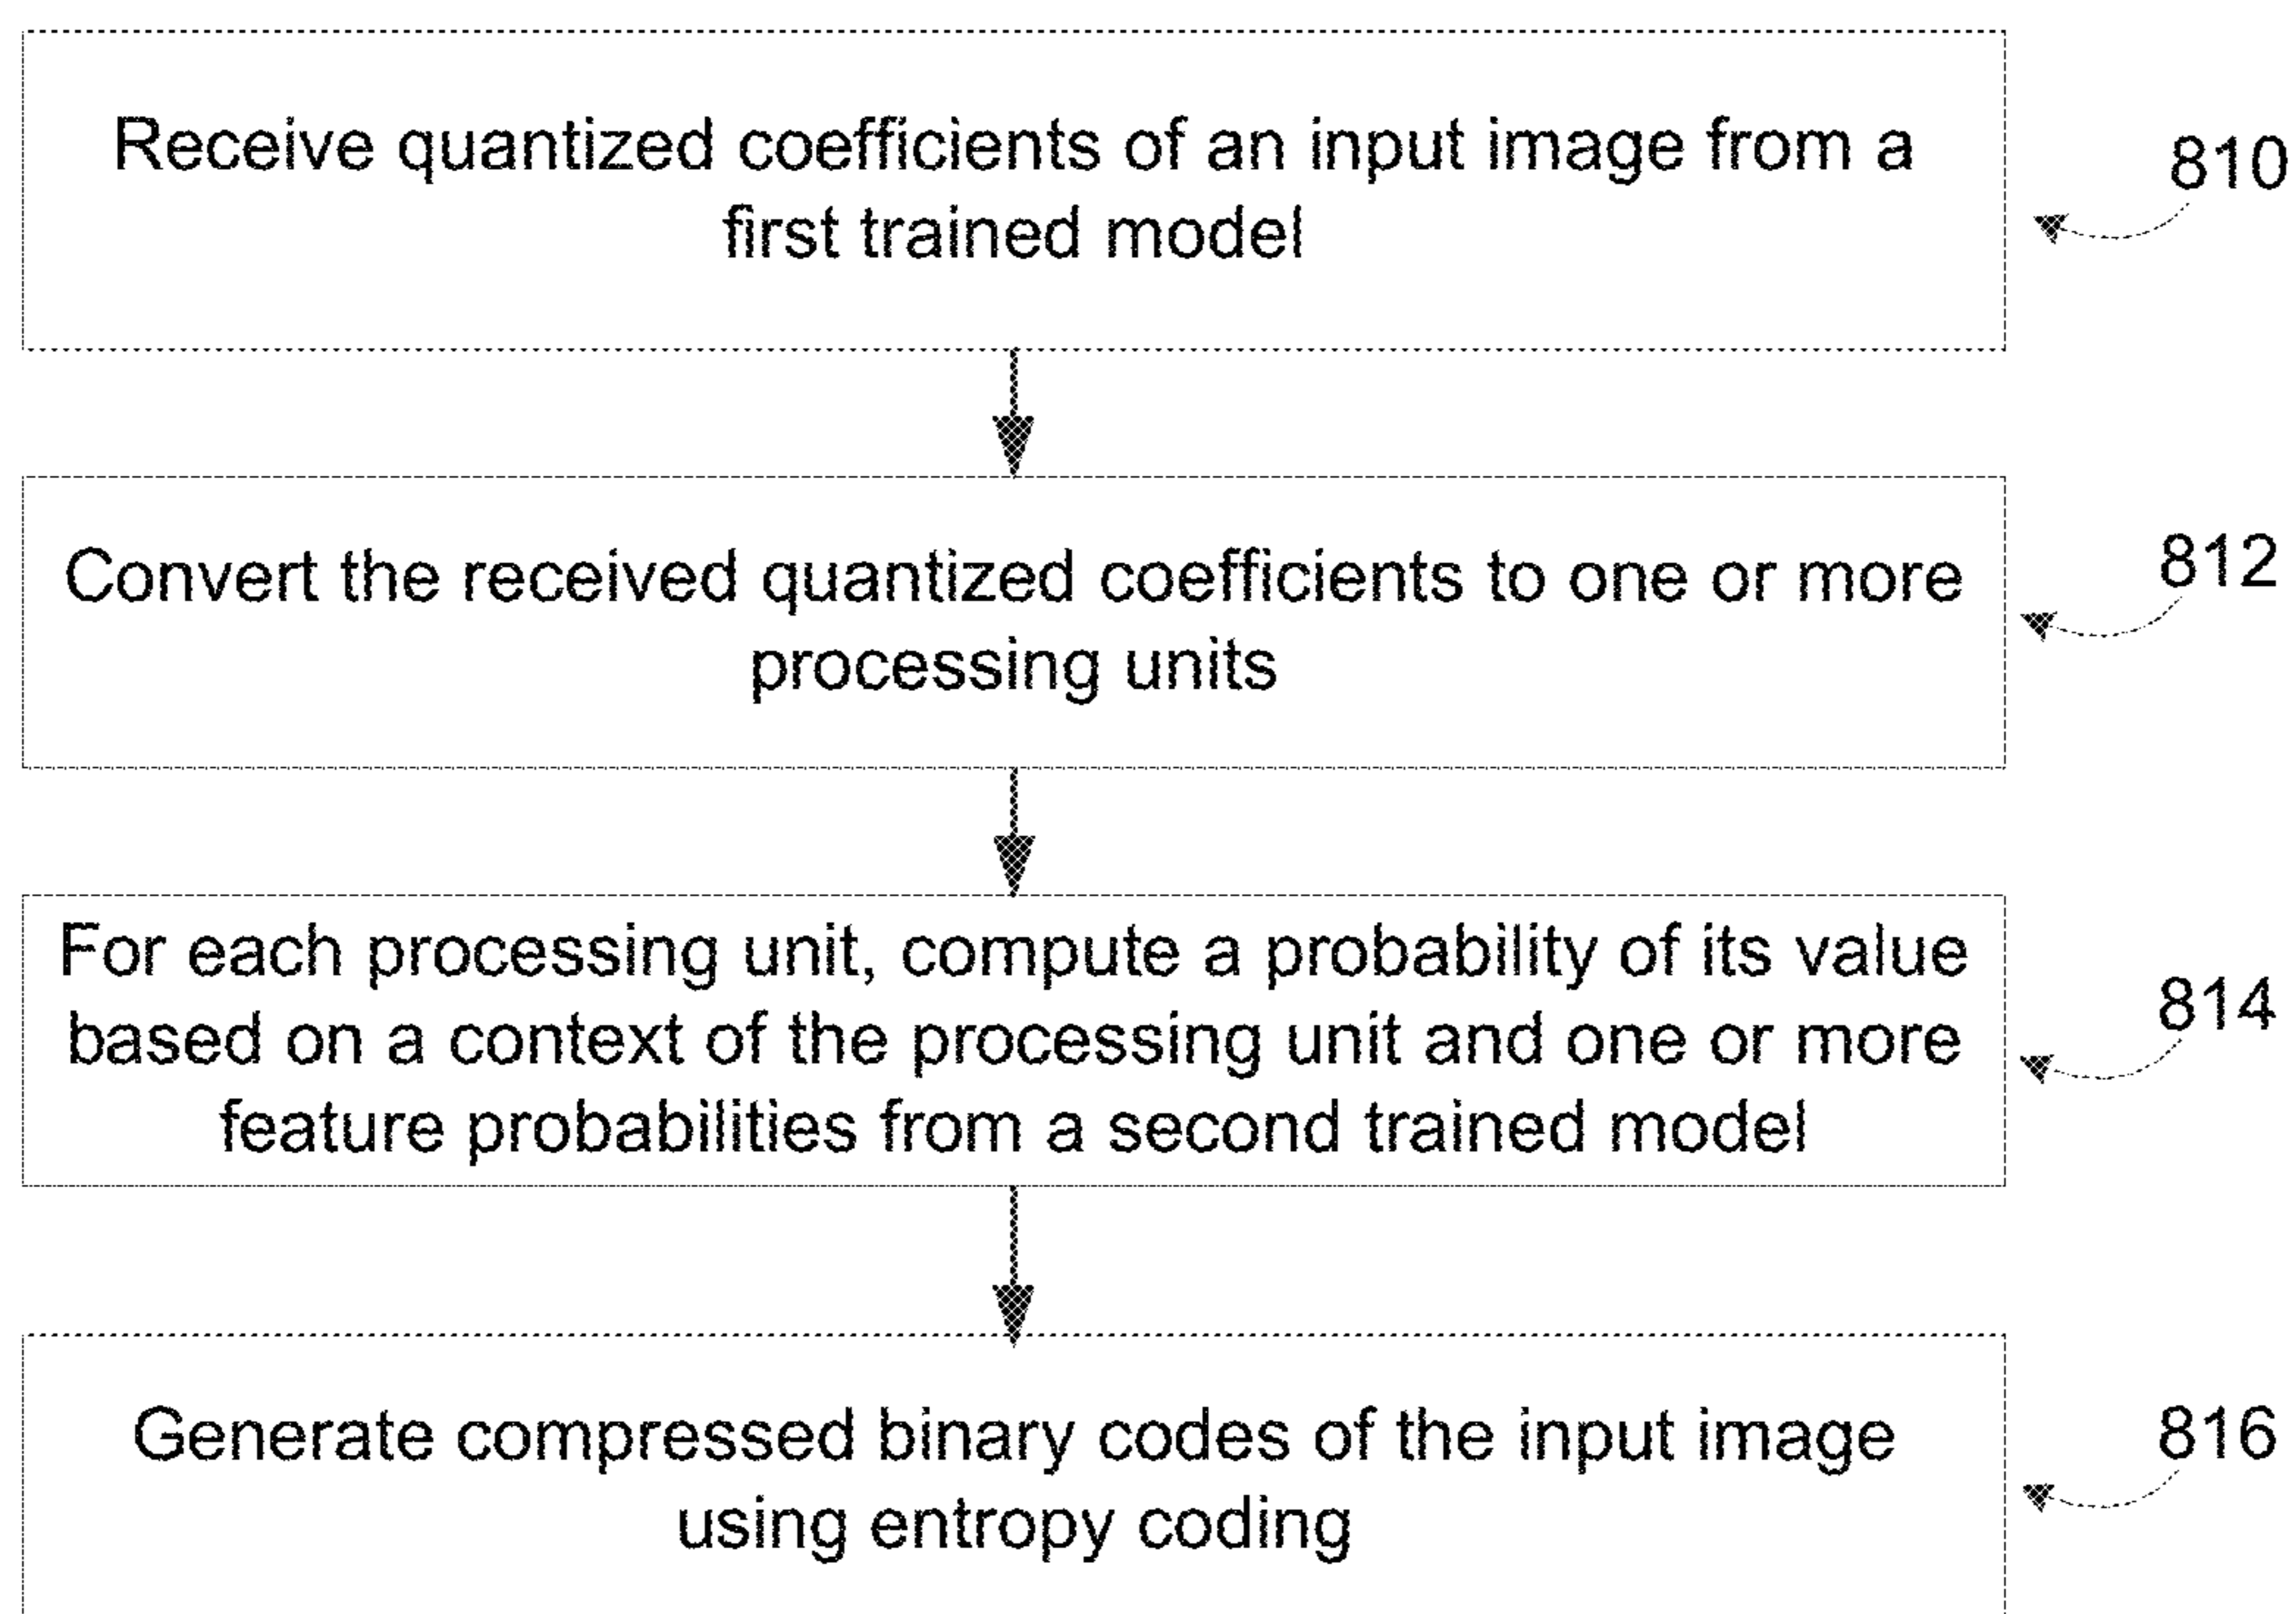 Receive quantized coefficients of an input image from a
first trained model
810
Convert the received quantized coefficients to one or more
processing units
812
For each processing unit, compute a probability of its value
based on a context of the processing unit and one or more
feature probabilities from a second trained model
814
Generate compressed binary codes of the input image
using entropy coding
816